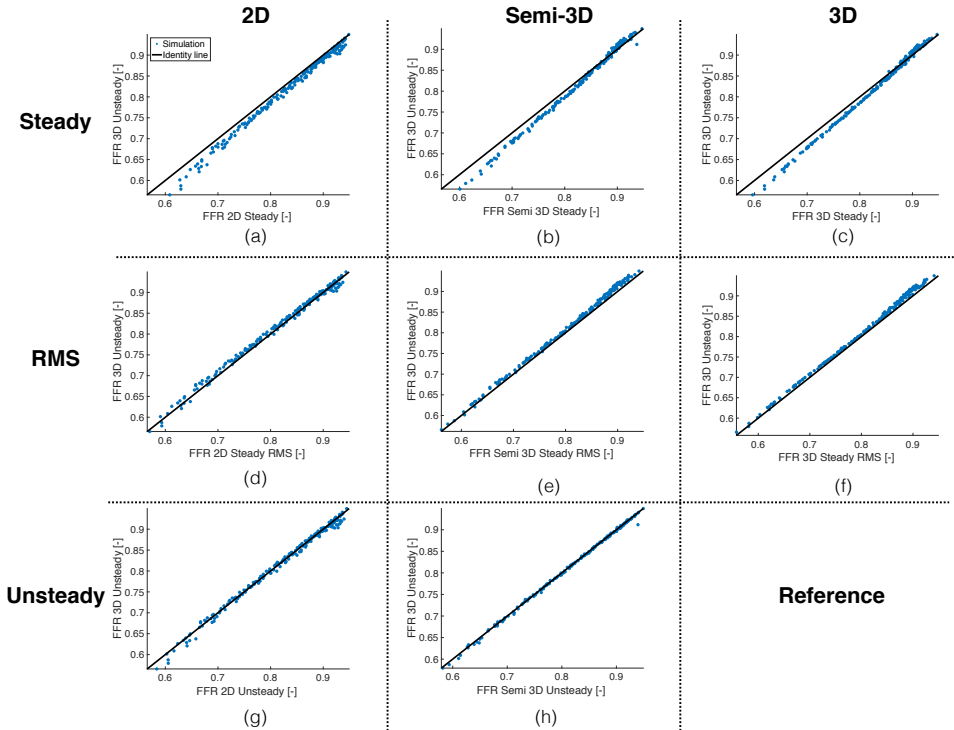 2D
Semi-3D
3D
Steady
FFR 3D Unsteady [-]
0.9
0.85
0.8
0.75
0.7
0.65
0.6
Simulation
Identity line
0.6 0.7 0.8 0.9
FFR 2D Steady [-]
(a)
FFR 3D Unsteady [-]
0.9
0.85
0.8
0.75
0.7
0.65
0.6
0.6 0.7 0.8 0.9
FFR Semi 3D Steady [-]
(b)
FFR 3D Unsteady [-]
0.9
0.85
0.8
0.75
0.7
0.65
0.6
0.6 0.7 0.8 0.9
FFR 3D Steady [-]
(c)
RMS
FFR 3D Unsteady [-]
0.9
0.85
0.8
0.75
0.7
0.65
0.6
0.6 0.7 0.8 0.9
FFR 2D Steady RMS [-]
(d)
FFR 3D Unsteady [-]
0.9
0.85
0.8
0.75
0.7
0.65
0.6
0.6 0.7 0.8 0.9
FFR Semi 3D Steady RMS [-]
(e)
FFR 3D Unsteady [-]
0.9
0.85
0.8
0.75
0.7
0.65
0.6
0.6 0.7 0.8 0.9
FFR 3D Steady RMS [-]
(f)
Unsteady
FFR 3D Unsteady [-]
0.9
0.85
0.8
0.75
0.7
0.65
0.6
0.6 0.7 0.8 0.9
FFR 2D Unsteady [-]
(g)
FFR 3D Unsteady [-]
0.9
0.85
0.8
0.75
0.7
0.65
0.6
0.6 0.7 0.8 0.9
FFR Semi 3D Unsteady [-]
(h)
Reference